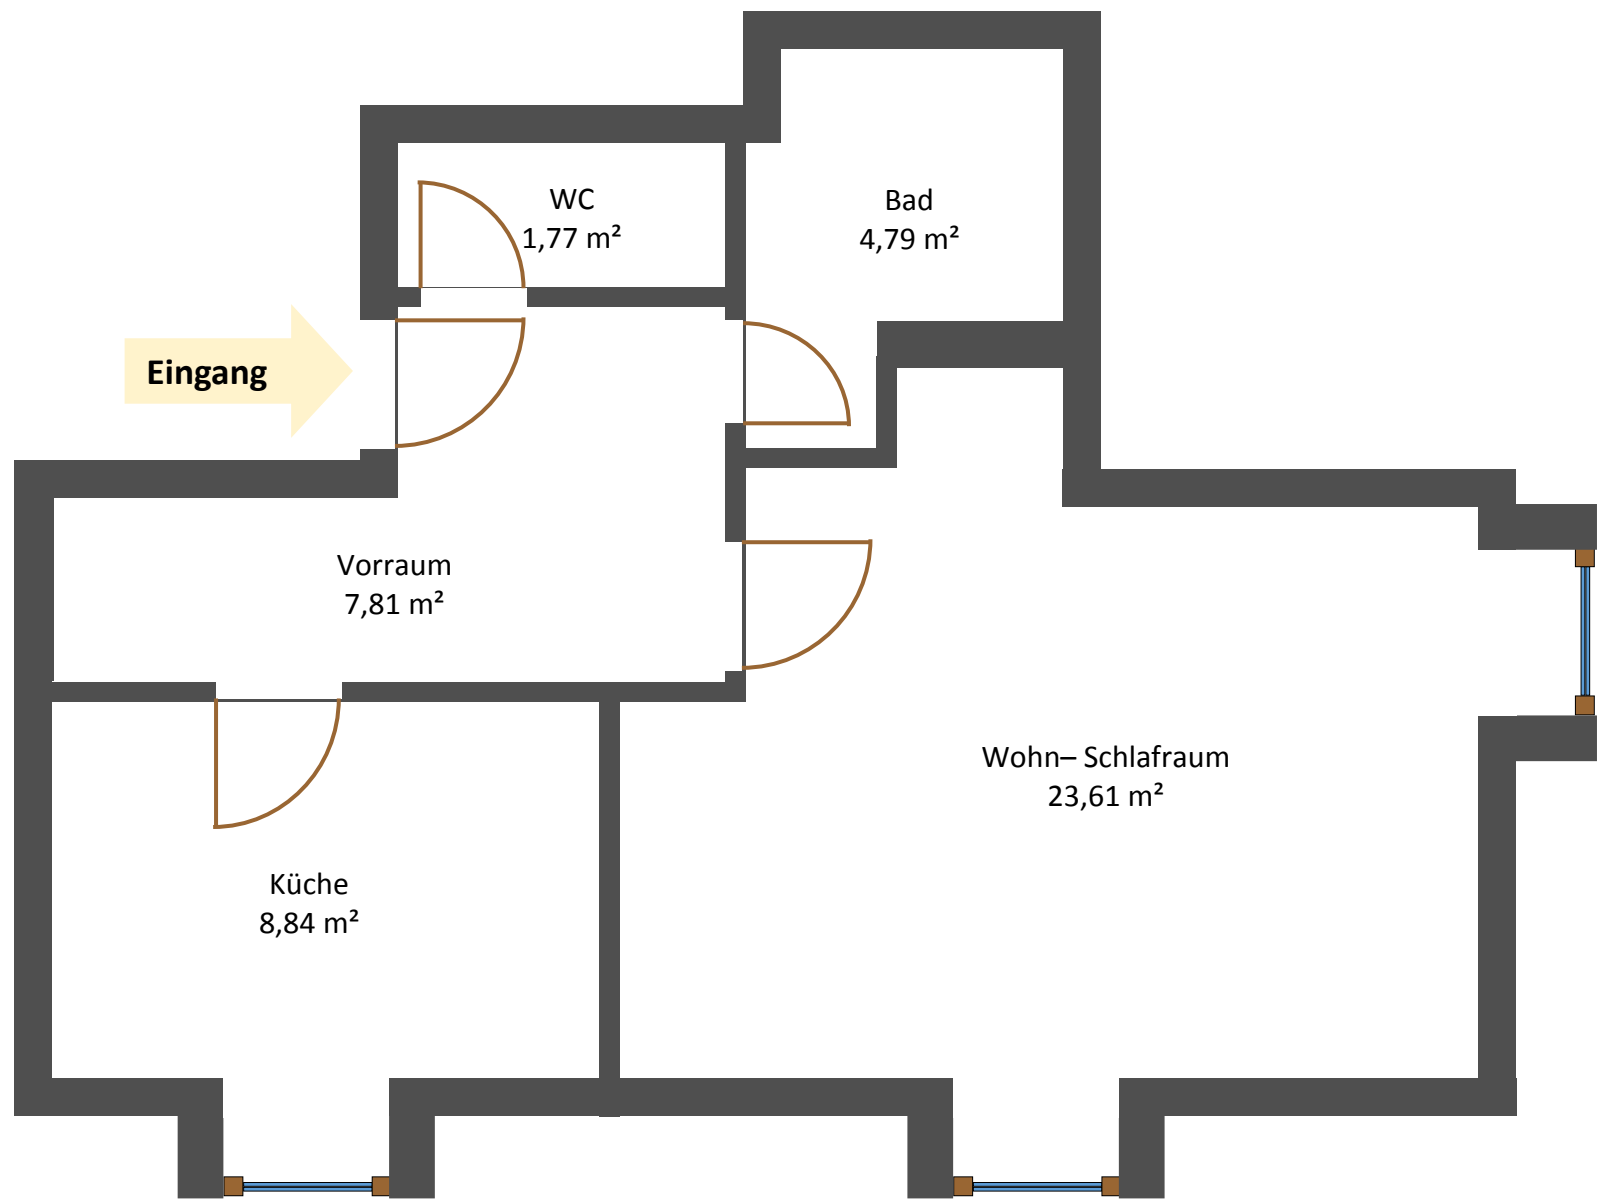 WC
1,77 m²
Bad
4,79 m²
Eingang
Vorraum
7,81 m²
Wohn– Schlafraum
23,61 m²
Küche
8,84 m²